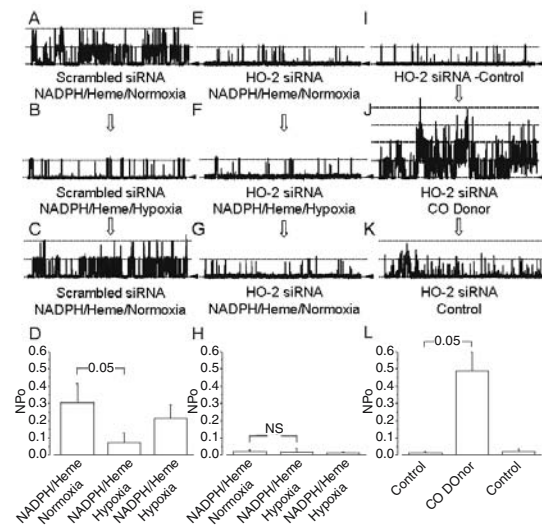 A
Scrambled siRNA
NADPH/Heme/Normoxia
B
Scrambled siRNA
NADPH/Heme/Hypoxia
C
Scrambled siRNA
NADPH/Heme/Normoxia
D
0.6
0.5
0.4
0.3
0.2
0.1
0.0
NPo
0.05
NADPH/Heme
Normoxia
NADPH/Heme
Hypoxia
NADPH/Heme
Hypoxia
E
HO-2 siRNA
NADPH/Heme/Normoxia
F
HO-2 siRNA
NADPH/Heme/Hypoxia
G
HO-2 siRNA
NADPH/Heme/Normoxia
H
0.6
0.5
0.4
0.3
0.2
0.1
0.0
NPo
NS
NADPH/Heme
Normoxia
NADPH/Heme
Hypoxia
NADPH/Heme
Hypoxia
I
HO-2 siRNA -Control
J
HO-2 siRNA
CO Donor
K
HO-2 siRNA
Control
L
0.6
0.5
0.4
0.3
0.2
0.1
0.0
NPo
0.05
Control
CO DOnor
Control